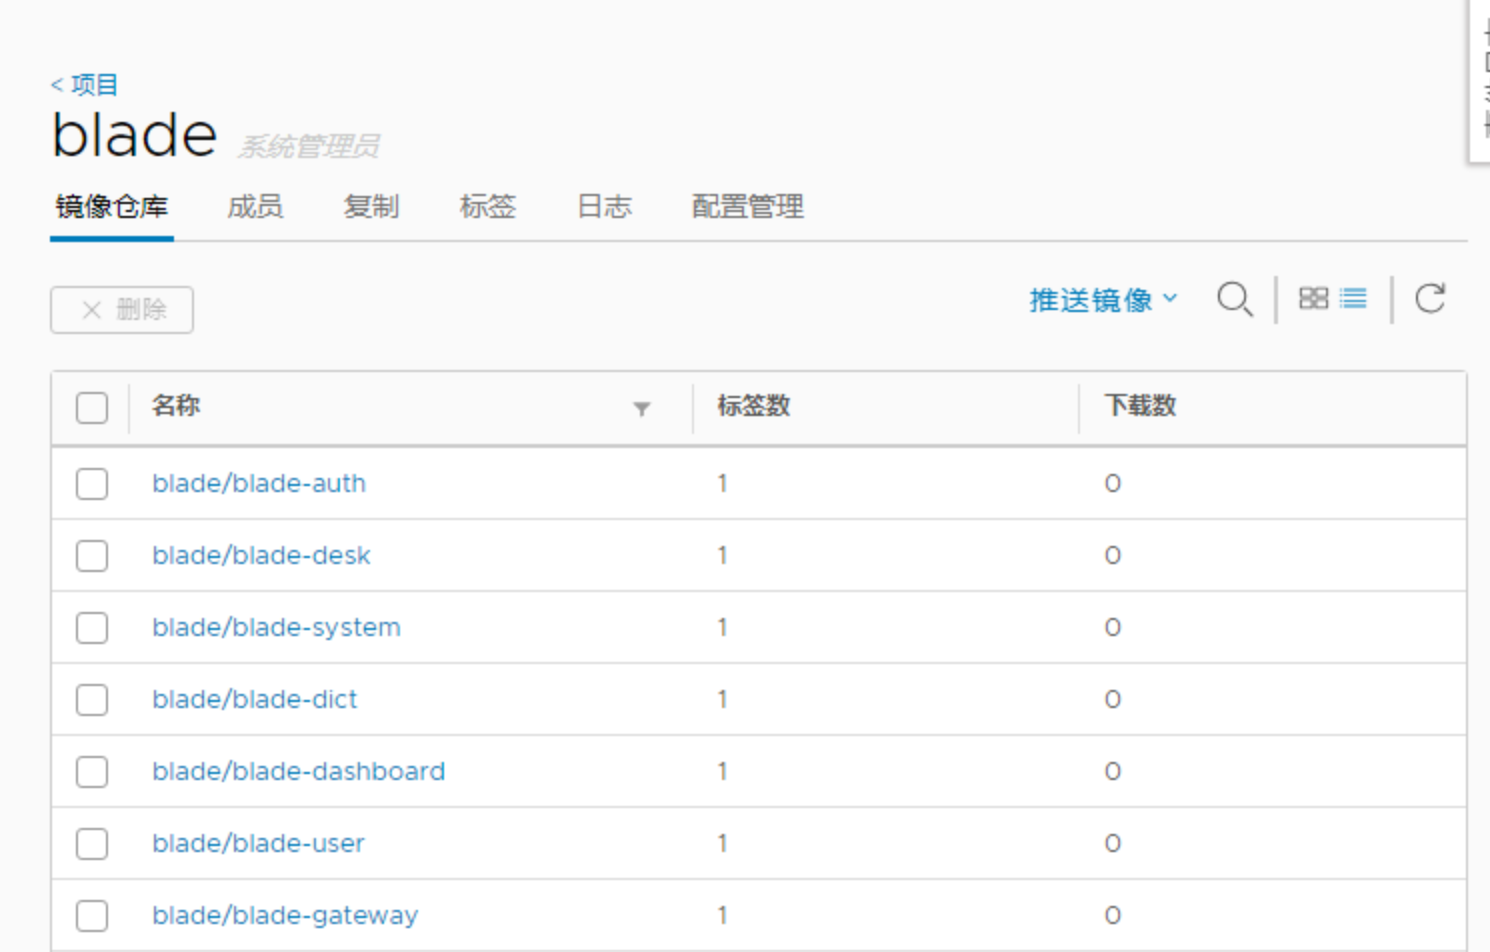 < 项目
blade 系统管理员
镜像仓库 成员 复制 标签 日志 配置管理
× 删除 推送镜像
名称 标签数 下载数
blade/blade-auth 1 0
blade/blade-desk 1 0
blade/blade-system 1 0
blade/blade-dict 1 0
blade/blade-dashboard 1 0
blade/blade-user 1 0
blade/blade-gateway 1 0